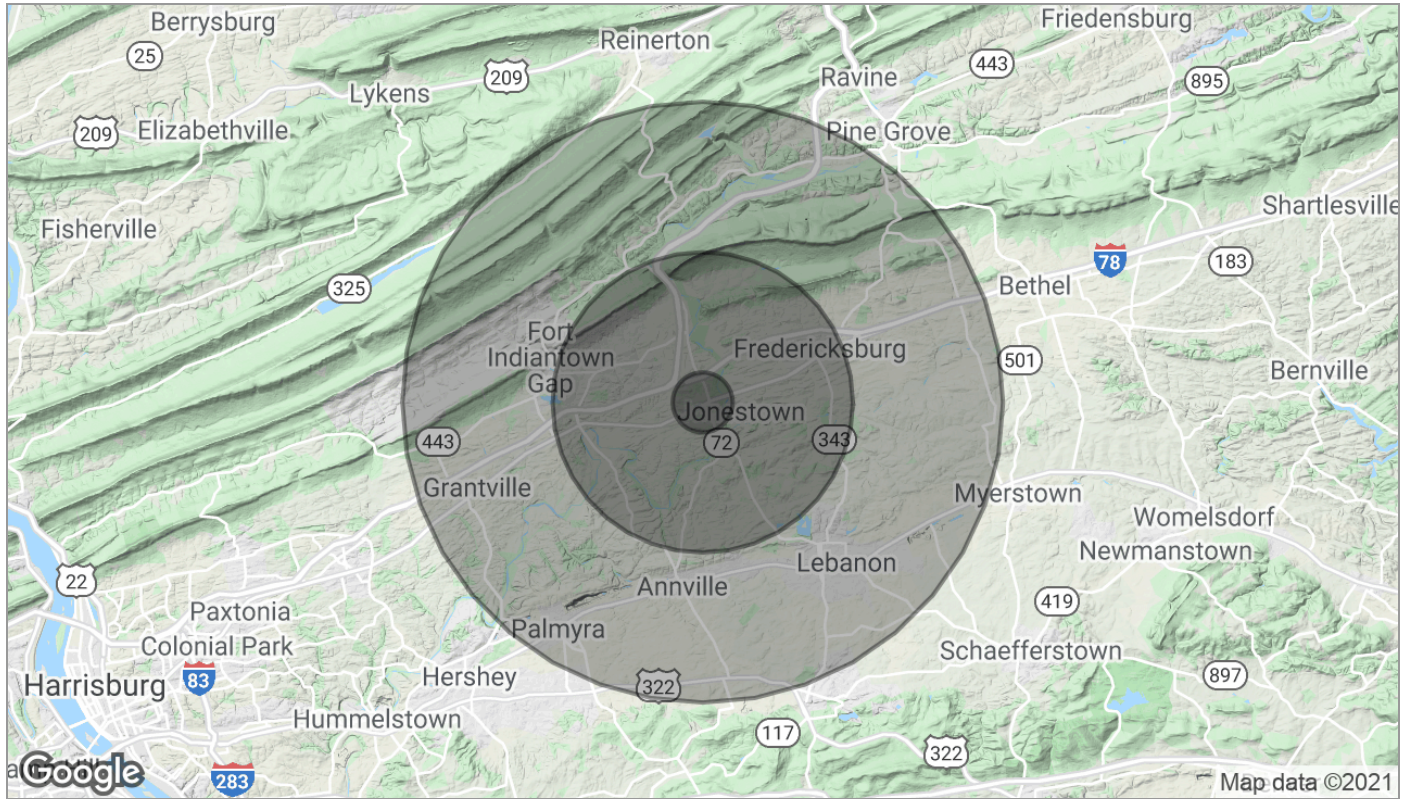 Berrysburg
Friedensburg
25
Reinerton
443
209
Ravine
895
Lykens
209
Elizabethville
Pine Grove
Shartlesville
Fisherville
78
183
325
Bethel
Fort
Indiantown
Gap
Fredericksburg
501
Bernville
Jonestown
443
72
343
Grantville
Myerstown
Womelsdorf
Newmanstown
22
Lebanon
Annville
419
Paxtonia
Palmyra
Colonial Park
Schaefferstown
Harrisburg
83
Hershey
322
897
Hummelstown
117
322
Google
283
Map data ©2021